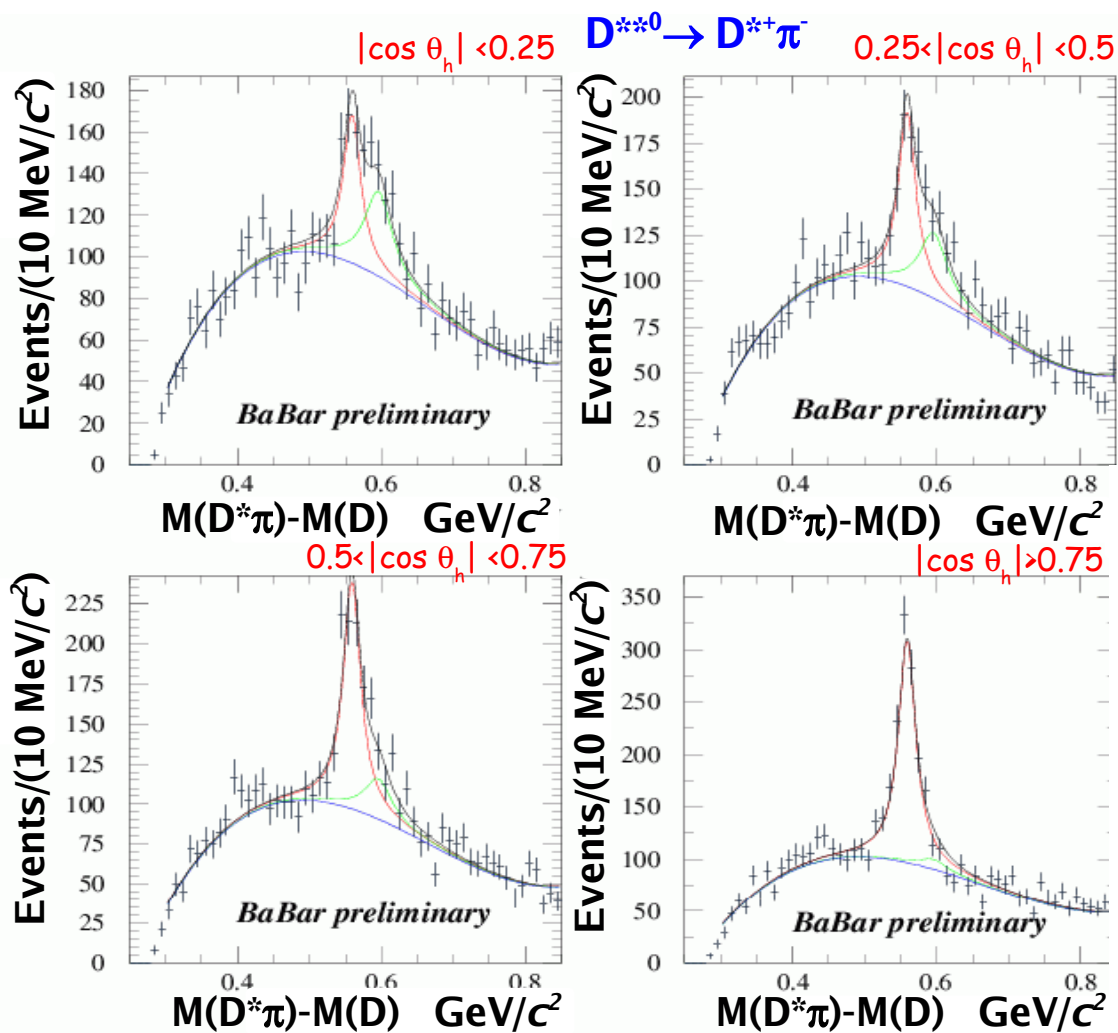 D**0→ D*+π-
|cos θh| <0.25
0.25<|cos θh| <0.5
Events/(10 MeV/c2)
180
160
140
120
100
80
60
40
20
0
BaBar preliminary
0.4 0.6 0.8
M(D*π)-M(D) GeV/c2
Events/(10 MeV/c2)
200
175
150
125
100
75
50
25
0
BaBar preliminary
0.4 0.6 0.8
M(D*π)-M(D) GeV/c2
0.5<|cos θh| <0.75
Events/(10 MeV/c2)
225
200
175
150
125
100
75
50
25
0
BaBar preliminary
0.4 0.6 0.8
M(D*π)-M(D) GeV/c2
|cos θh|>0.75
Events/(10 MeV/c2)
350
300
250
200
150
100
50
0
BaBar preliminary
0.4 0.6 0.8
M(D*π)-M(D) GeV/c2